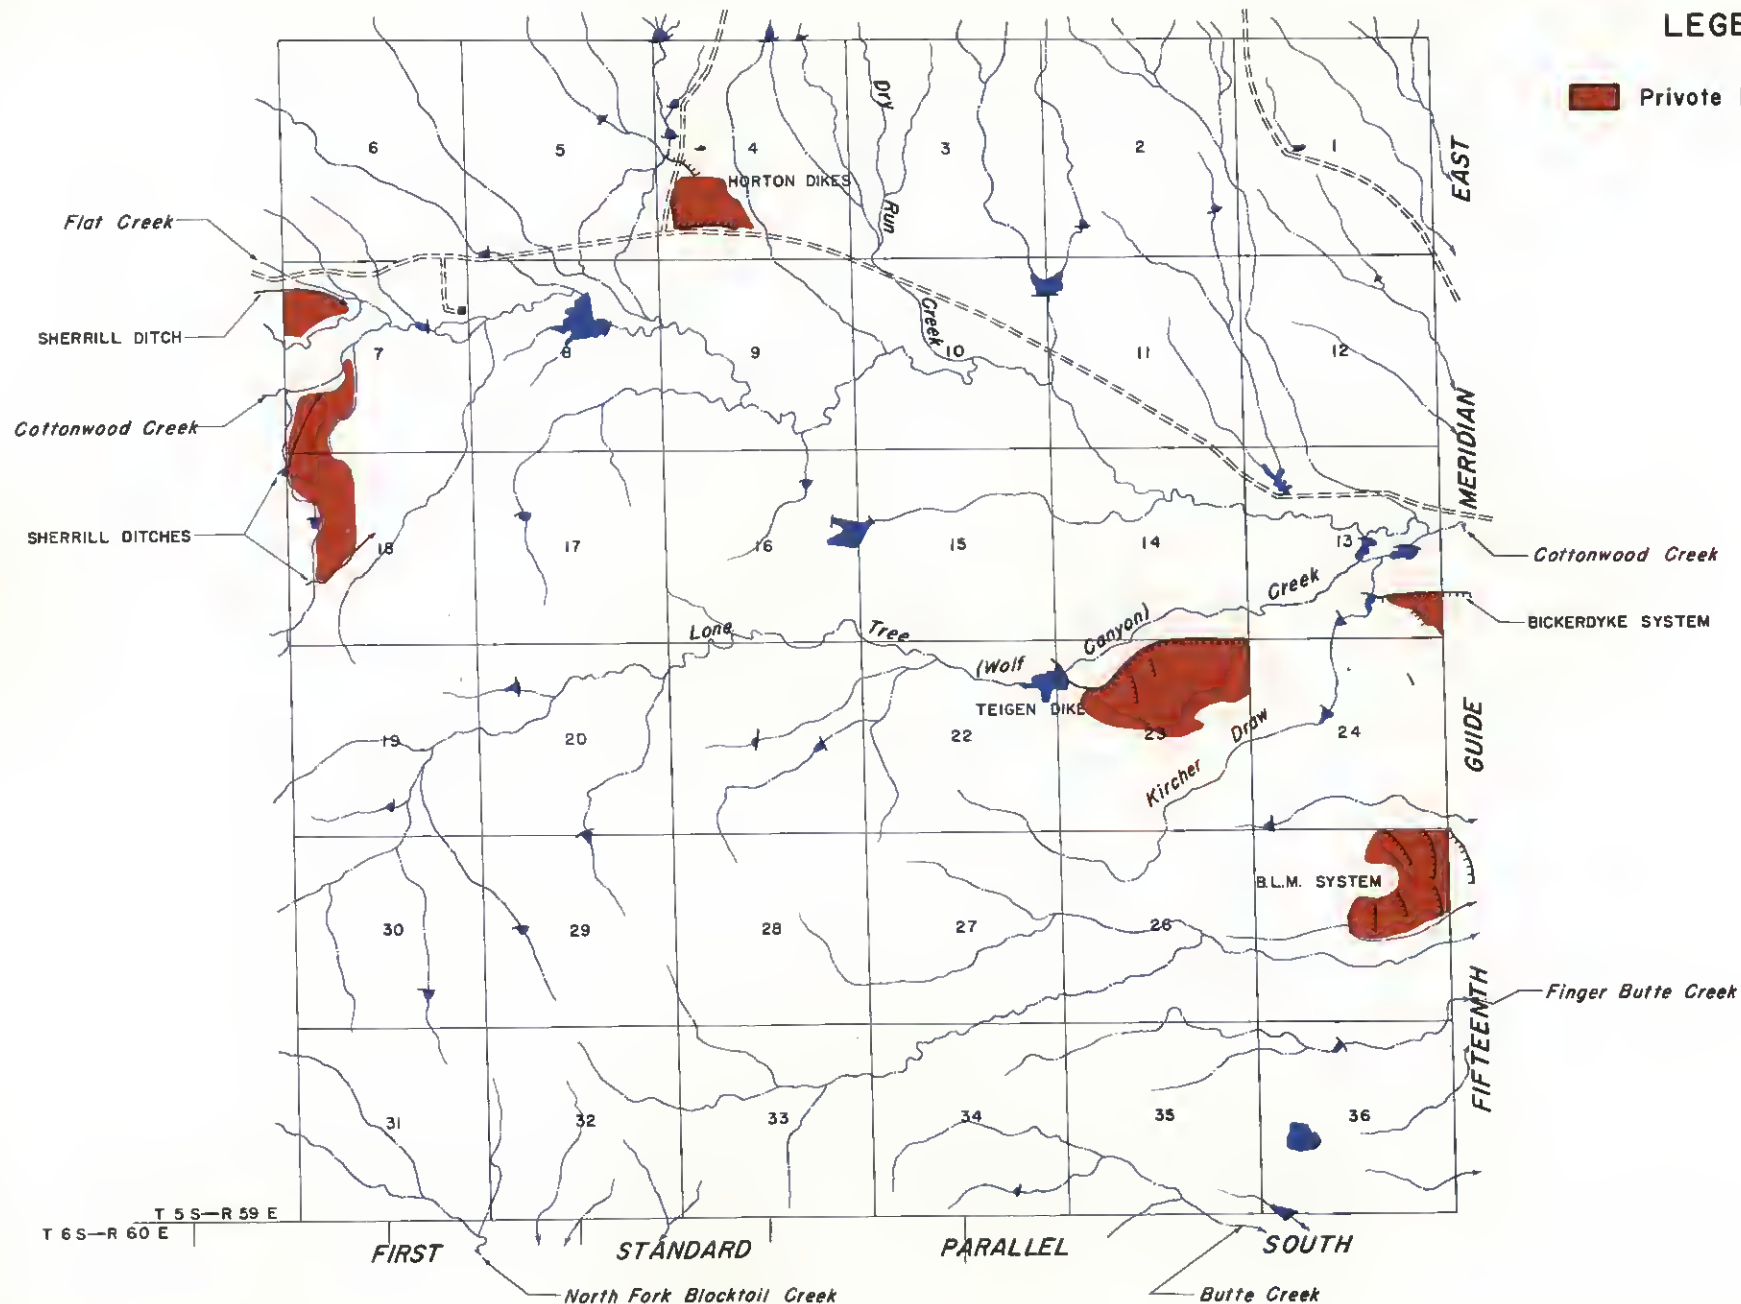 LEGE
Private
6
5
4
3
2
1
EAST
Dry
Run
Creek
HORTON DIKES
Flat Creek
SHERRILL DITCH
7
8
9
10
11
12
Cottonwood Creek
MERIDIAN
SHERRILL DITCHES
18
17
16
15
14
13
Cottonwood Creek
BICKERDYKE SYSTEM
Lone Tree (Wolf Canyon) Creek
TEIGEN DIKE
19
20
22
23
24
Kircher Draw
GUIDE
B.L.M. SYSTEM
30
29
28
27
26
FIFTEENTH
Finger Butte Creek
31
32
33
34
35
36
T 5 S—R 59 E
T 6 S—R 60 E
FIRST STANDARD PARALLEL SOUTH
North Fork Blocktoil Creek
Butte Creek